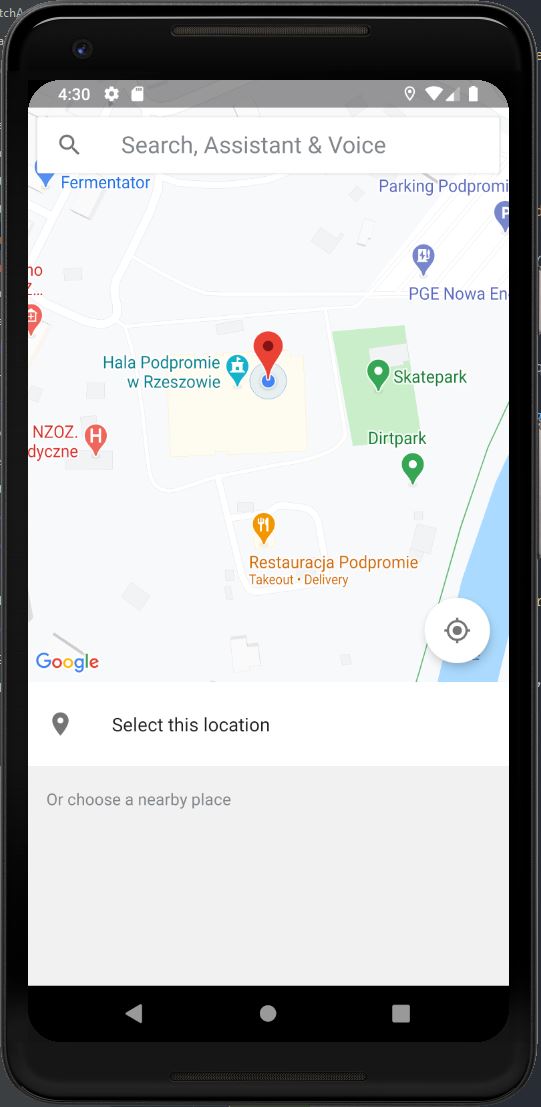 4:30
Search, Assistant & Voice
Fermentator
Parking Podpromi
P
no
PGE Nowa En
Z...
Hala Podpromie
w Rzeszowie
Skatepark
NZOZ.
H
dyczne
Dirtpark
Restauracja Podpromie
Takeout • Delivery
Google
Select this location
Or choose a nearby place